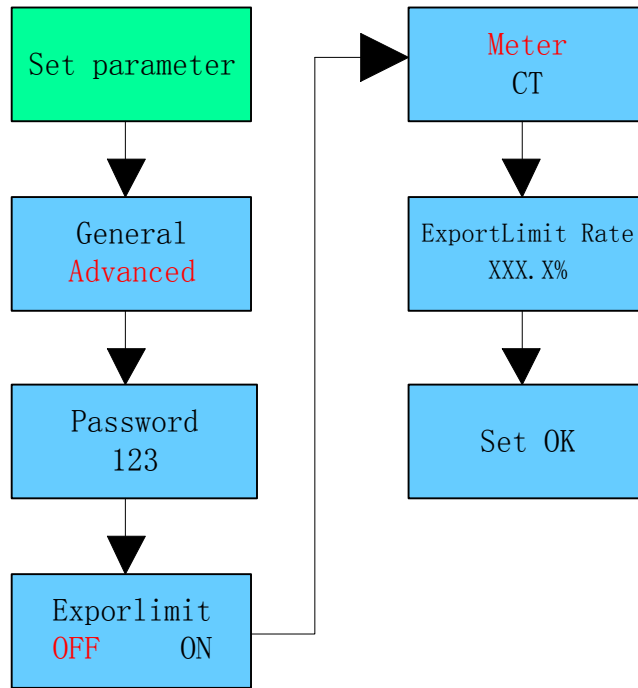 Set parameter
General
Advanced
Password
123
Exporlimit
OFF ON
Meter
CT
ExportLimit Rate
XXX.X%
Set OK